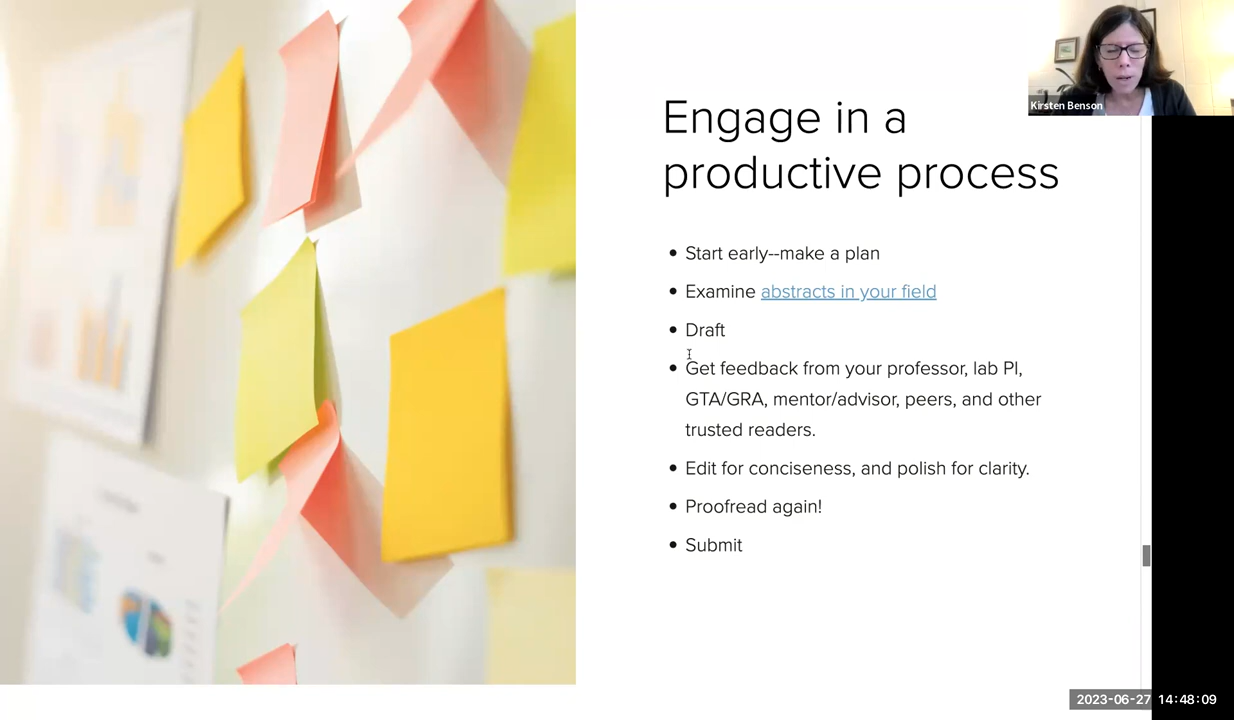 Kirsten Benson
Engage in a
productive process
• Start early--make a plan
• Examine abstracts in your field
• Draft
• Get feedback from your professor, lab PI,
GTA/GRA, mentor/advisor, peers, and other
trusted readers.
• Edit for conciseness, and polish for clarity.
• Proofread again!
• Submit
2023-06-27 14:48:09